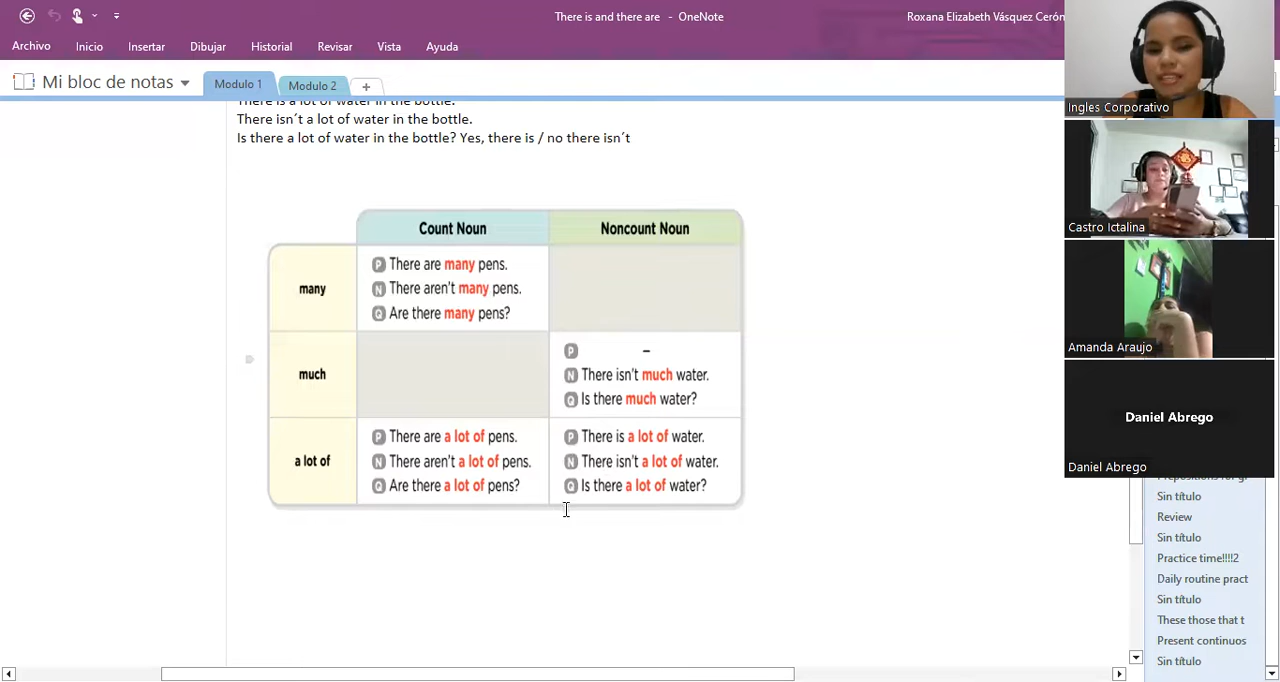 There is and there are - OneNote
Roxana Elizabeth Vásquez Cerón
Archivo Inicio Insertar Dibujar Historial Revisar Vista Ayuda
Mi bloc de notas Modulo 1 Modulo 2 +
There is a lot of water in the bottle.
There isn´t a lot of water in the bottle.
Is there a lot of water in the bottle? Yes, there is / no there isn´t
Count Noun Noncount Noun
many
P There are many pens.
N There aren't many pens.
Q Are there many pens?
much
P –
N There isn't much water.
Q Is there much water?
a lot of
P There are a lot of pens.
N There aren't a lot of pens.
Q Are there a lot of pens?
P There is a lot of water.
N There isn't a lot of water.
Q Is there a lot of water?
Ingles Corporativo
Castro Ictalina
Amanda Araujo
Daniel Abrego
Daniel Abrego
Prepositions for gr
Sin título
Review
Sin título
Practice time!!!!2
Daily routine pract
Sin título
These those that t
Present continuos
Sin título